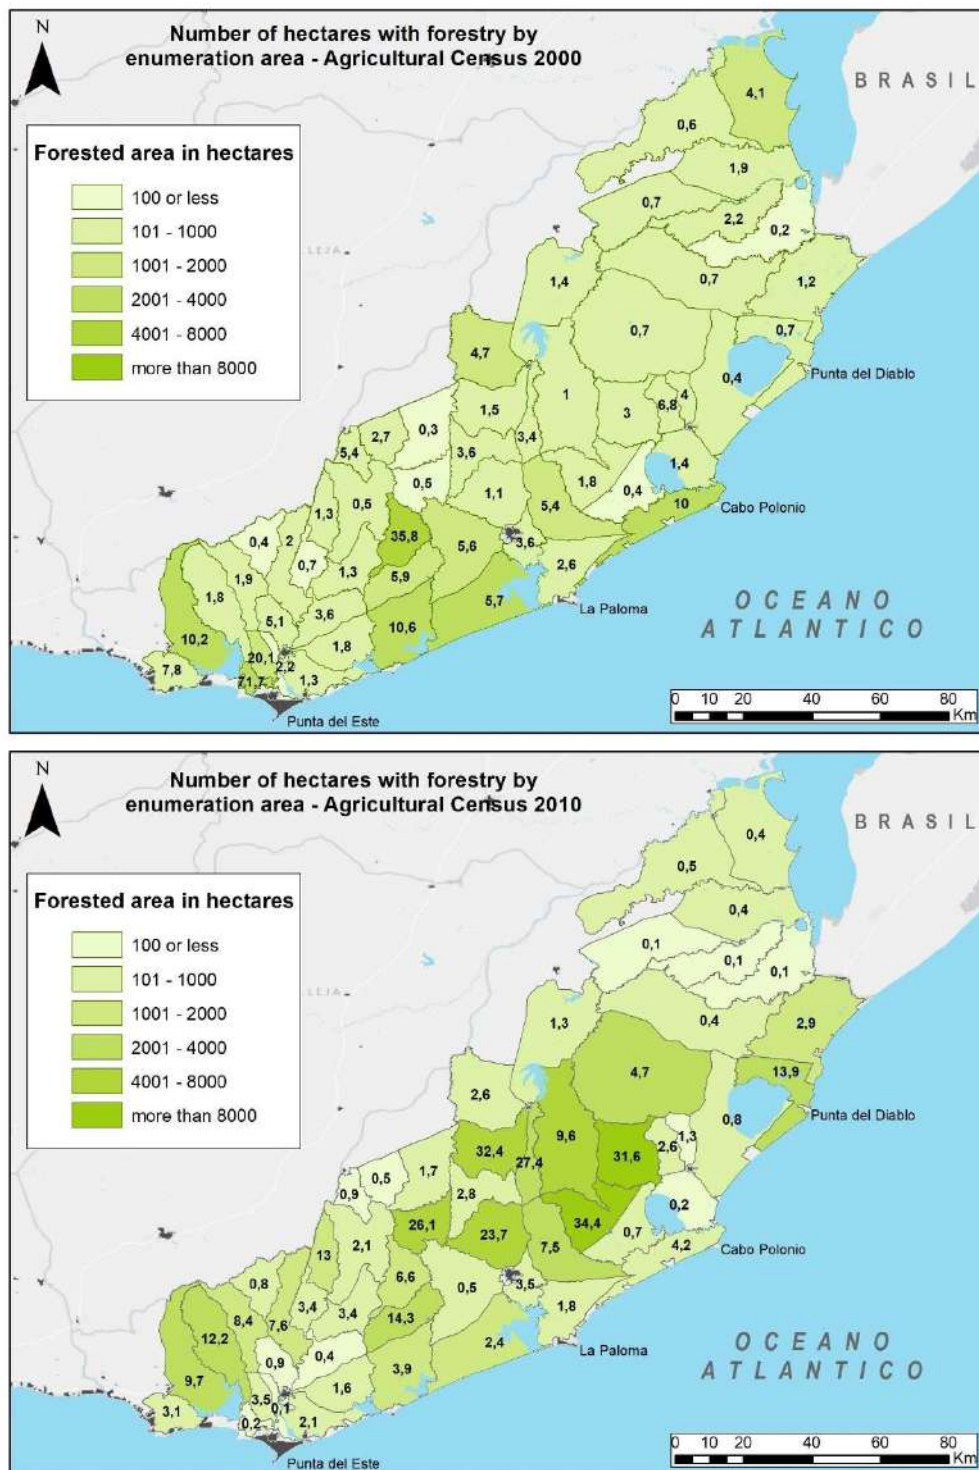 N
Number of hectares with forestry by
enumeration area - Agricultural Census 2000
BRASIL
Forested area in hectares
100 or less
101 - 1000
1001 - 2000
2001 - 4000
4001 - 8000
more than 8000
4,1
0,6
1,9
0,7
2,2
0,2
LEJA
0,7
1,2
1,4
0,7
0,7
4,7
0,4
Punta del Diablo
1
4
6,8
1,5
3
0,3
2,7
3,4
5,4
3,6
1,4
0,5
1,8
0,4
1,1
5,4
10
0,5
1,3
Cabo Polonio
35,8
0,4
2
5,6
3,6
0,7
1,3
2,6
1,9
5,9
1,8
5,7
OCEANO
ATLANTICO
La Paloma
3,6
5,1
10,6
10,2
1,8
20,1
2,2
7,8
71,7
1,3
Punta del Este
0 10 20 40 60 80
Km
N
Number of hectares with forestry by
enumeration area - Agricultural Census 2010
BRASIL
Forested area in hectares
100 or less
101 - 1000
1001 - 2000
2001 - 4000
4001 - 8000
more than 8000
0,4
0,5
0,4
0,1
0,1
0,1
LEJA
0,4
2,9
1,3
4,7
13,9
2,6
0,8
Punta del Diablo
9,6
1,3
2,6
32,4
31,6
27,4
1,7
0,5
0,9
2,8
0,2
26,1
34,4
23,7
0,7
7,5
4,2
Cabo Polonio
13
2,1
6,6
0,8
0,5
3,5
3,4
3,4
1,8
8,4
7,6
14,3
12,2
2,4
OCEANO
ATLANTICO
La Paloma
0,4
0,9
3,9
9,7
1,6
3,5
0,1
3,1
0,2
2,1
Punta del Este
0 10 20 40 60 80
Km